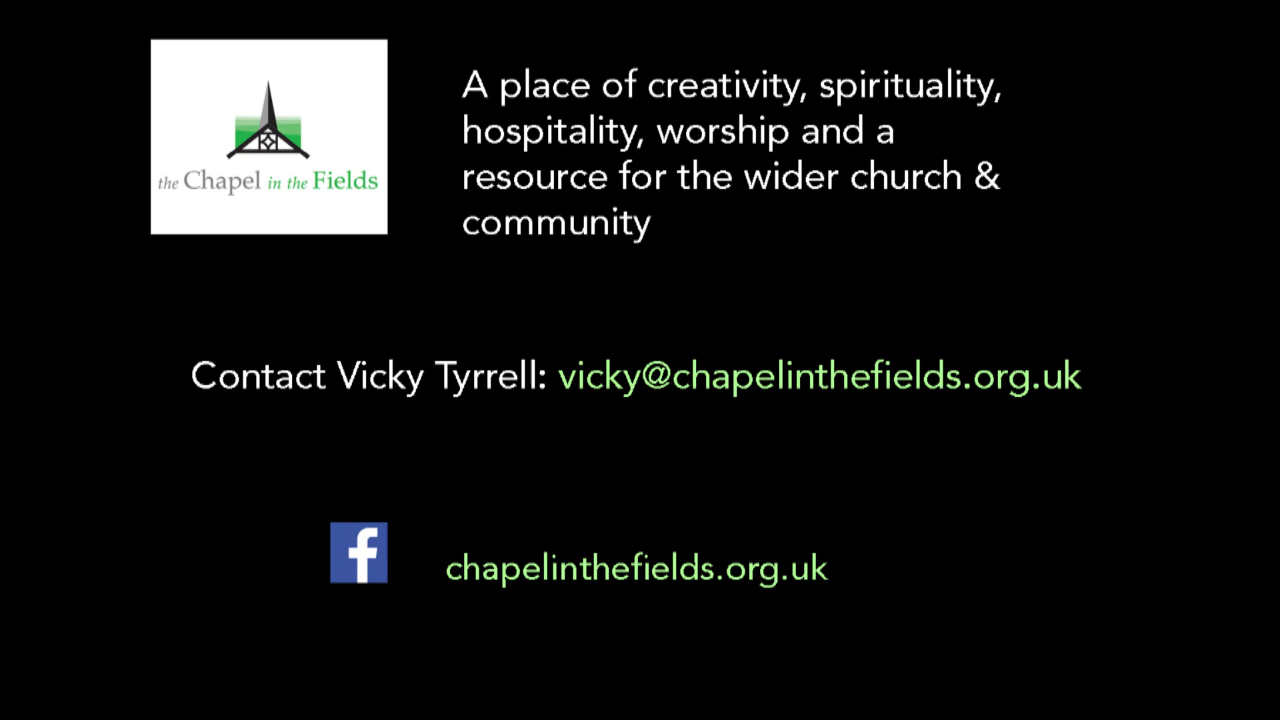 the Chapel in the Fields
A place of creativity, spirituality,
hospitality, worship and a
resource for the wider church &
community
Contact Vicky Tyrrell: vicky@chapelinthefields.org.uk
f
chapelinthefields.org.uk